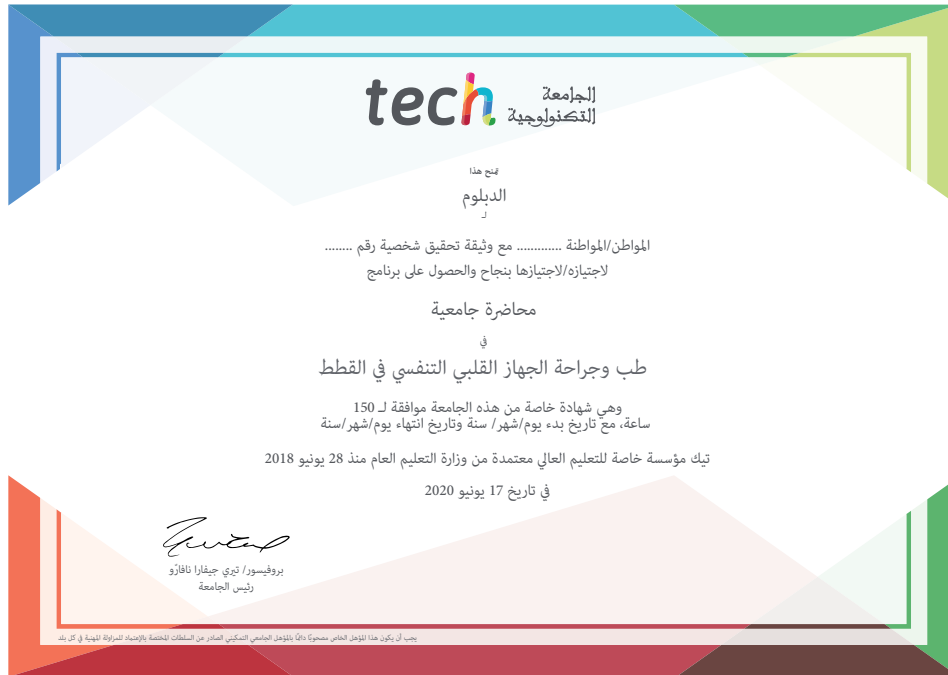 tech الجامعة
التكنولوجية
تمنح هذا
الدبلوم
لـ
المواطن/المواطنة ............. مع وثيقة تحقيق شخصية رقم ........
لاجتيازه/لاجتيازها بنجاح والحصول على برنامج
محاضرة جامعية
في
طب وجراحة الجهاز القلبي التنفسي في القطط
وهي شهادة خاصة من هذه الجامعة موافقة لـ 150
ساعة، مع تاريخ بدء يوم/شهر/ سنة وتاريخ انتهاء يوم/شهر/سنة
تيك مؤسسة خاصة للتعليم العالي معتمدة من وزارة التعليم العام منذ 28 يونيو 2018
في تاريخ 17 يونيو 2020
بروفيسور/ تيري جيفارا نافارو
رئيس الجامعة
يجب أن يكون هذا المؤهل الخاص مصحوبًا دائمًا بالمؤهل الجامعي التمكيني الصادر عن السلطات المختصة بالإعتماد للمزاولة المهنية في كل بلد